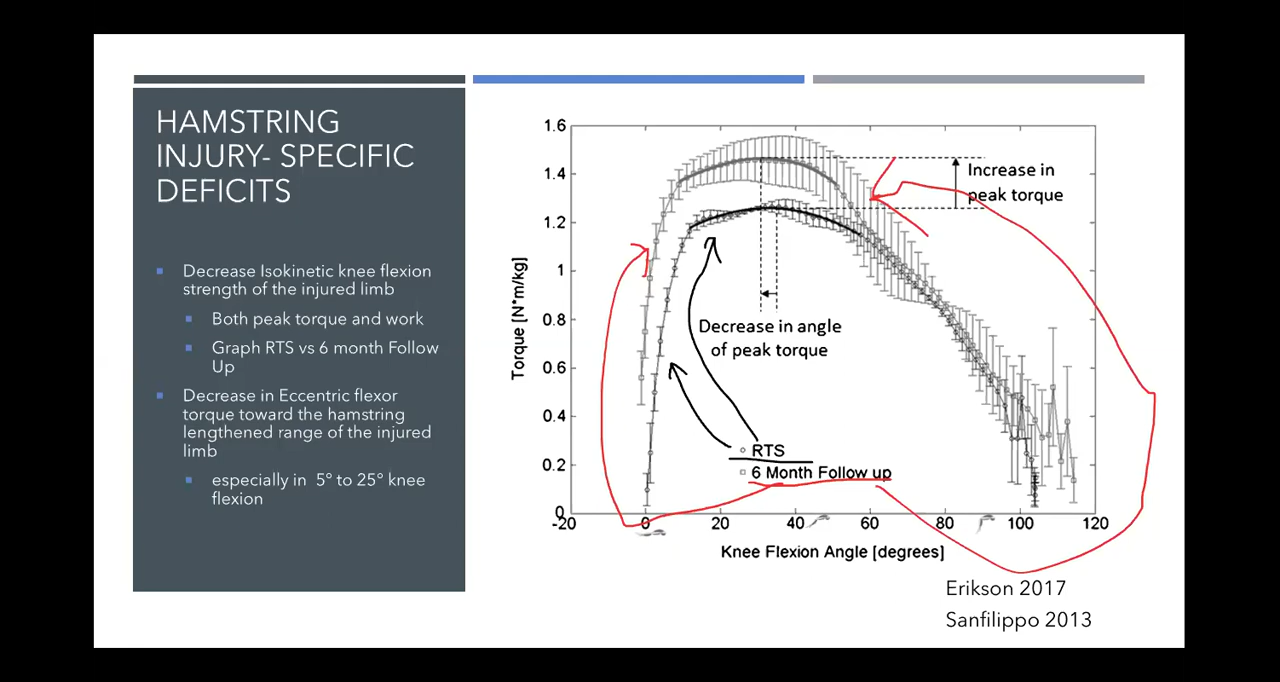 HAMSTRING
INJURY- SPECIFIC
DEFICITS
Decrease Isokinetic knee flexion
strength of the injured limb
Both peak torque and work
Graph RTS vs 6 month Follow
Up
Decrease in Eccentric flexor
torque toward the hamstring
lengthened range of the injured
limb
especially in 5° to 25° knee
flexion
1.6
1.4
1.2
1
0.8
0.6
0.4
0.2
0
Torque [N*m/kg]
Increase in
peak torque
Decrease in angle
of peak torque
RTS
6 Month Follow up
-20
0
20
40
60
80
100
120
Knee Flexion Angle [degrees]
Erikson 2017
Sanfilippo 2013